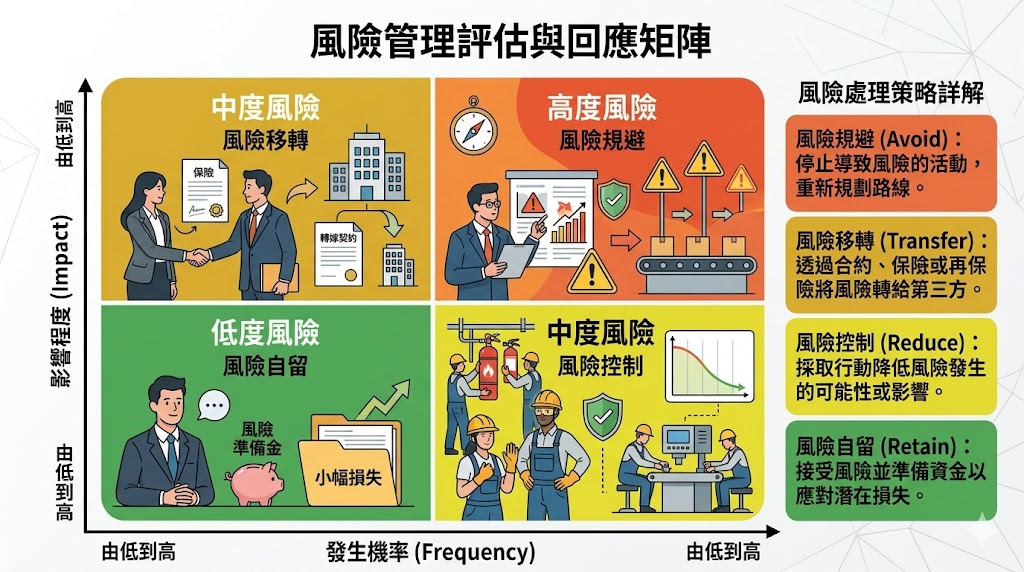 風險管理評估與回應矩陣
由低到高
影響程度 (Impact)
中度風險
風險移轉
保險
轉嫁契約
高度風險
風險規避
低度風險
風險自留
風險
準備金
小幅損失
中度風險
風險控制
由低到高
發生機率 (Frequency)
由低到高
風險處理策略詳解
風險規避 (Avoid)：
停止導致風險的活動，
重新規劃路線。
風險移轉 (Transfer)：
透過合約、保險或再保
險將風險轉給第三方。
風險控制 (Reduce)：
採取行動降低風險發生
的可能性或影響。
風險自留 (Retain)：
接受風險並準備資金以
應對潛在損失。